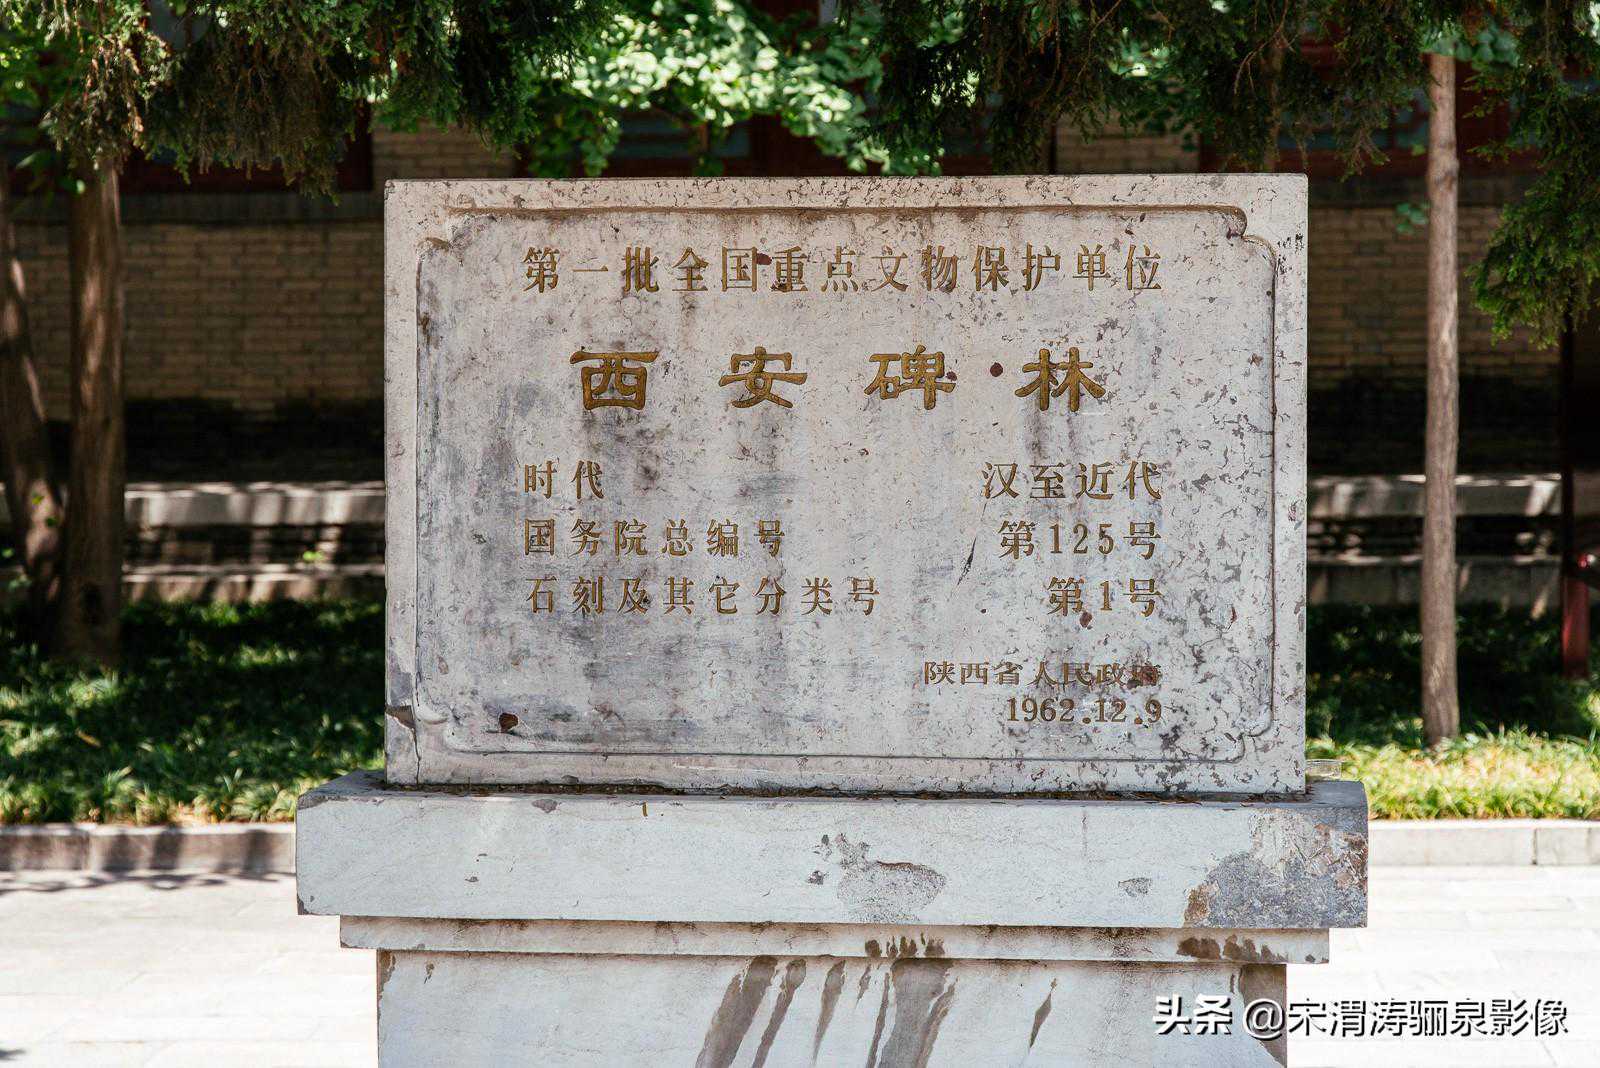 第一批全国重点文物保护单位
西安碑林
时代 汉至近代
国务院总编号 第125号
石刻及其它分类号 第1号
陕西省人民政府
1962.12.9
头条 @宋渭涛骊泉影像